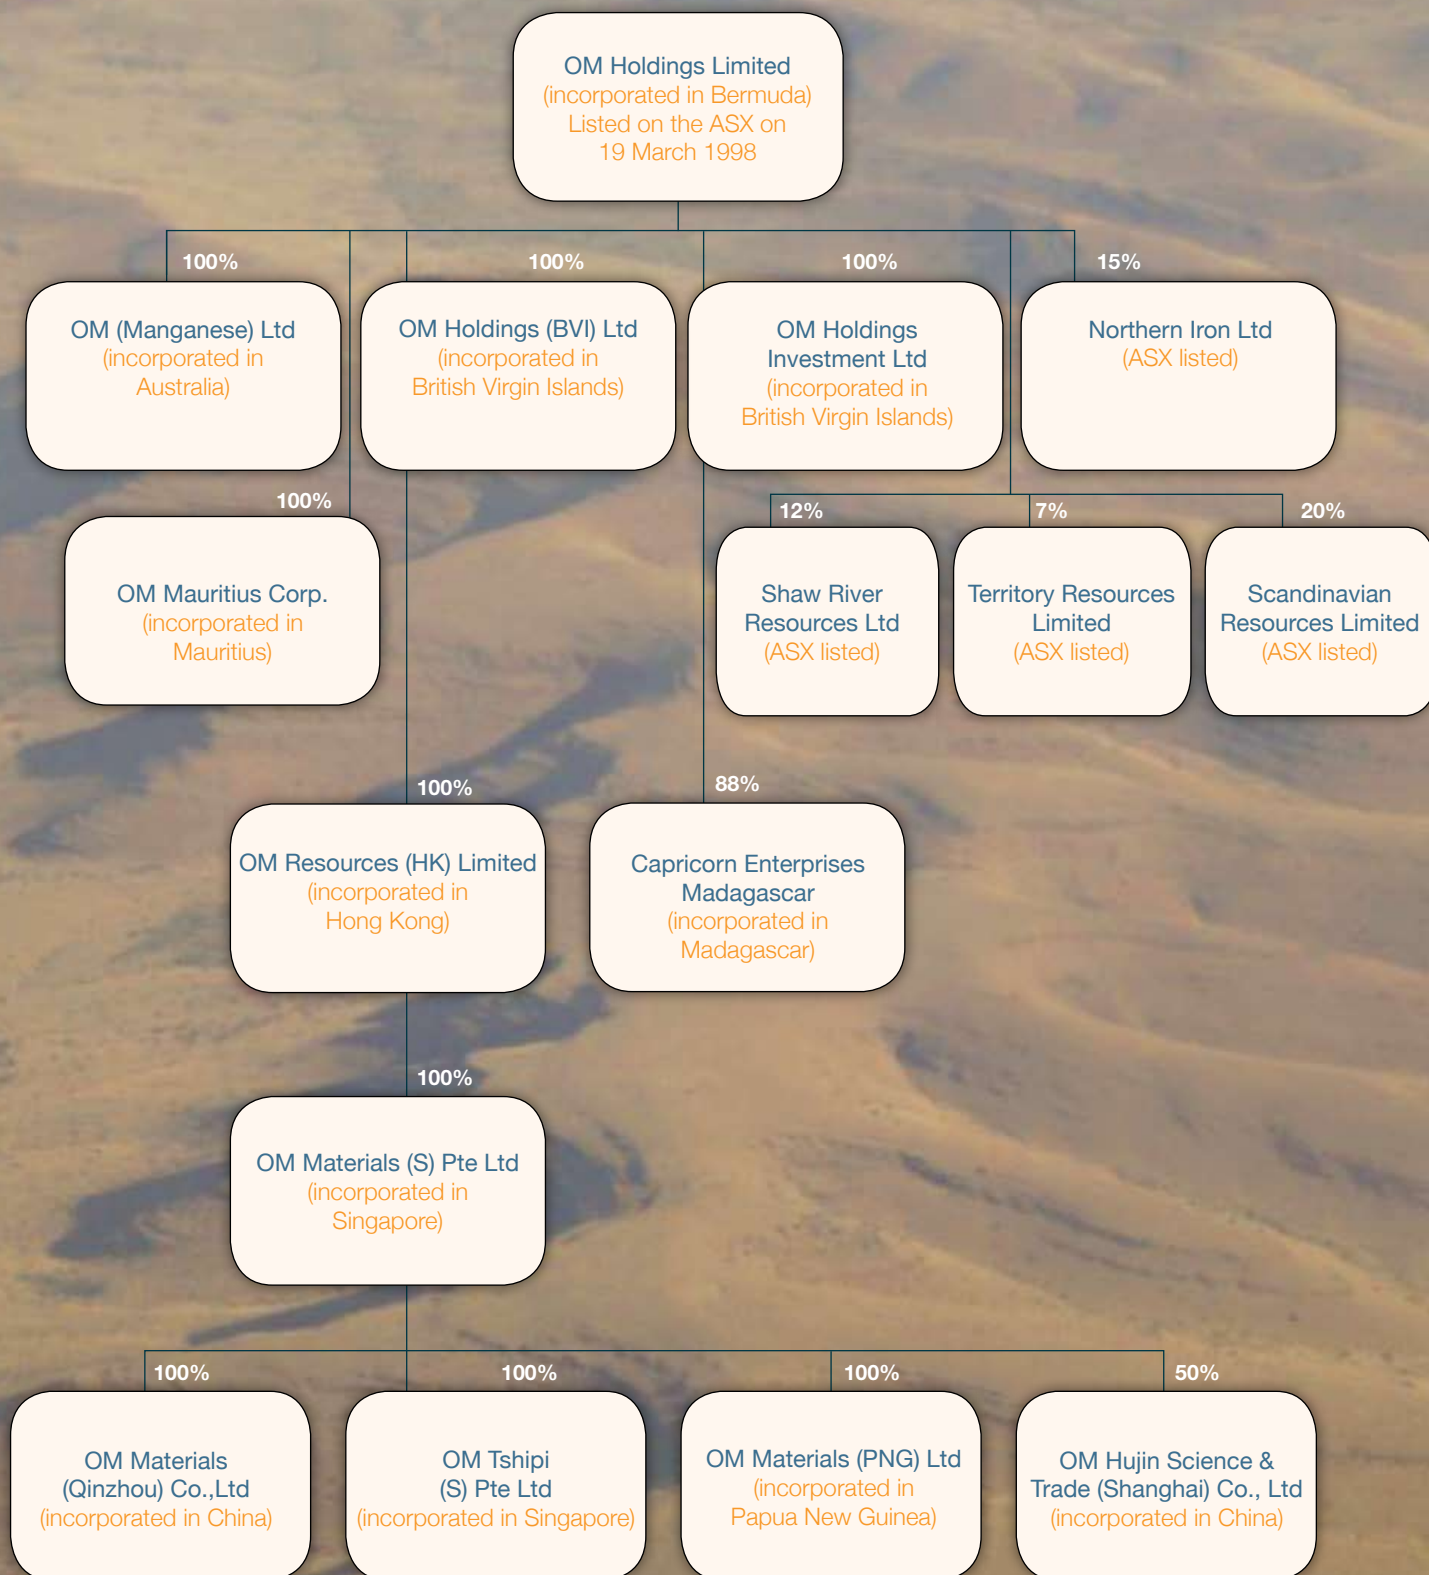 OM Holdings Limited
(incorporated in Bermuda)
Listed on the ASX on
19 March 1998
100%
100%
100%
15%
OM (Manganese) Ltd
(incorporated in
Australia)
OM Holdings (BVI) Ltd
(incorporated in
British Virgin Islands)
OM Holdings
Investment Ltd
(incorporated in
British Virgin Islands)
Northern Iron Ltd
(ASX listed)
100%
12%
7%
20%
OM Mauritius Corp.
(incorporated in
Mauritius)
Shaw River
Resources Ltd
(ASX listed)
Territory Resources
Limited
(ASX listed)
Scandinavian
Resources Limited
(ASX listed)
100%
88%
OM Resources (HK) Limited
(incorporated in
Hong Kong)
Capricorn Enterprises
Madagascar
(incorporated in
Madagascar)
100%
OM Materials (S) Pte Ltd
(incorporated in
Singapore)
100%
100%
100%
50%
OM Materials
(Qinzhou) Co.,Ltd
(incorporated in China)
OM Tshipi
(S) Pte Ltd
(incorporated in Singapore)
OM Materials (PNG) Ltd
(incorporated in
Papua New Guinea)
OM Hujin Science &
Trade (Shanghai) Co., Ltd
(incorporated in China)